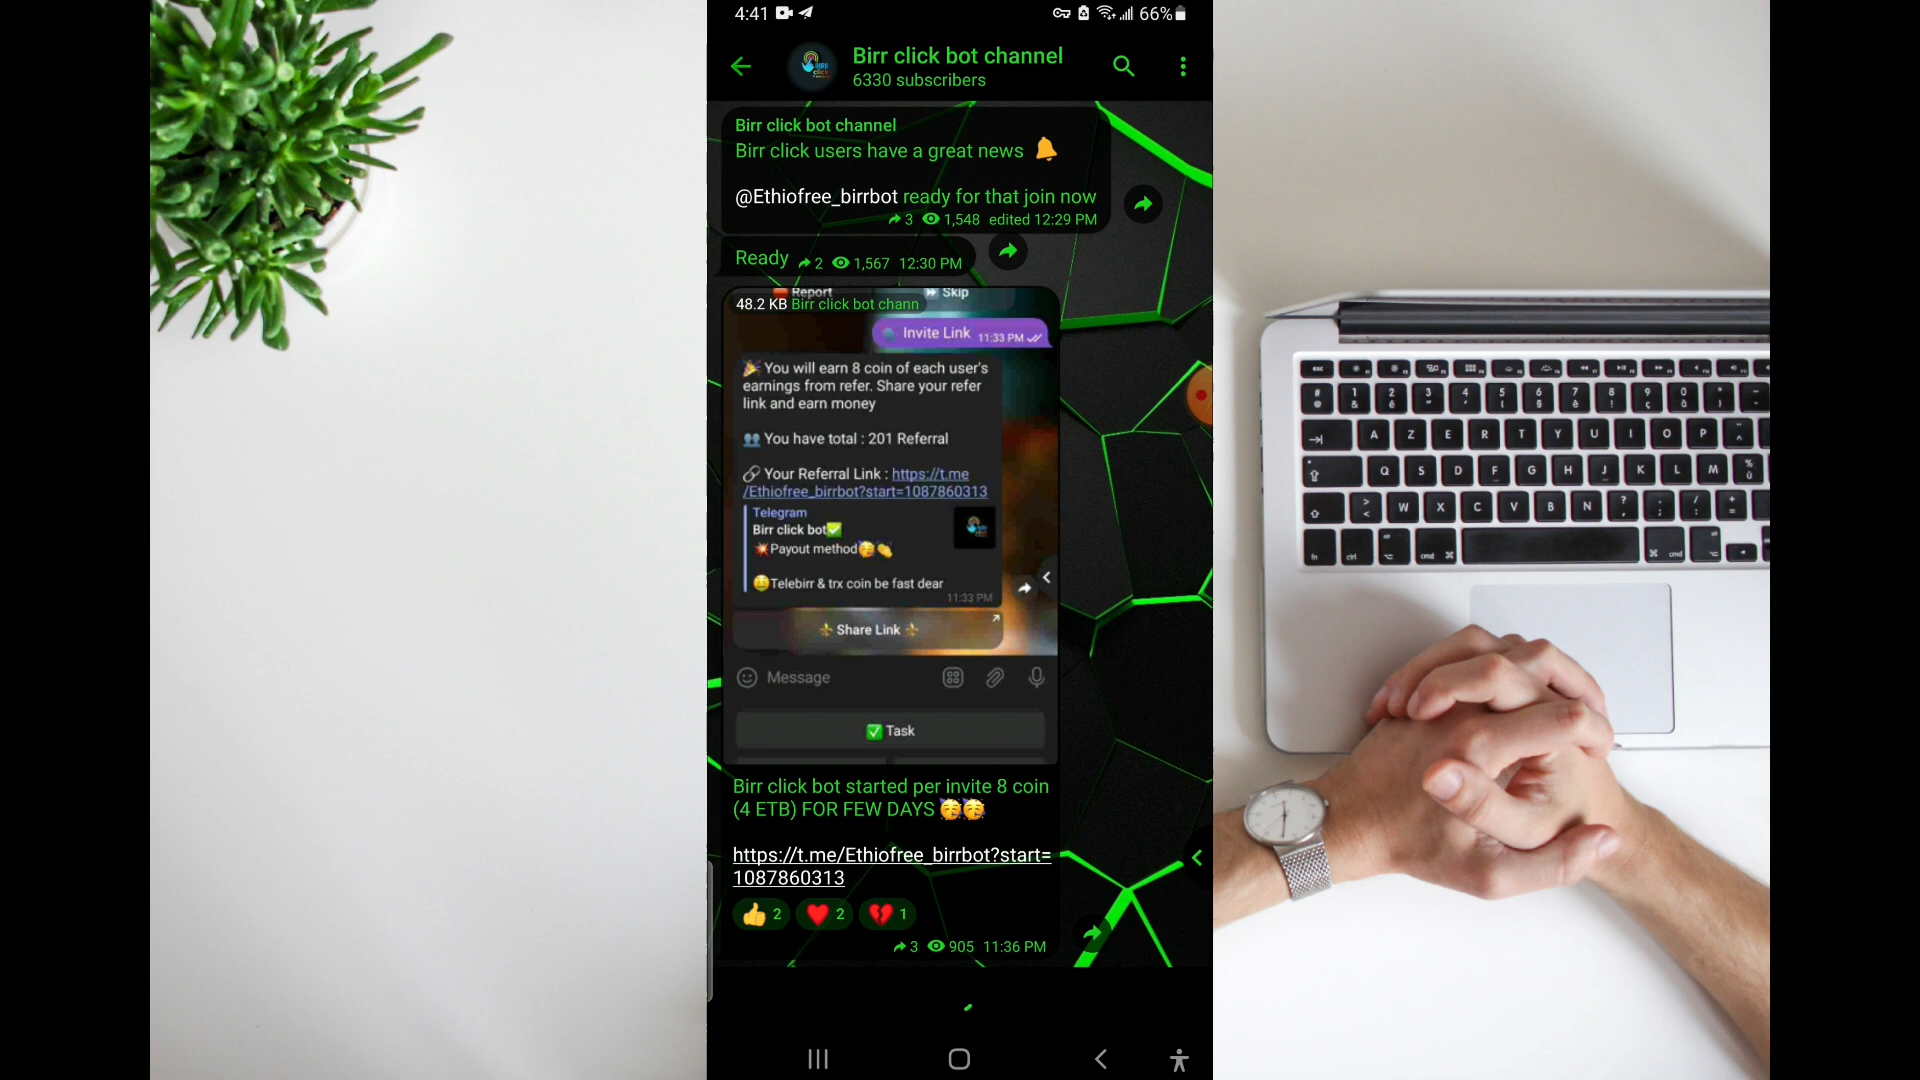 4:41
66%
Birr click bot channel
6330 subscribers
Birr click bot channel
Birr click users have a great news 🔔
@Ethiofree_birrbot ready for that join now
3 1,548 edited 12:29 PM
Ready 2 1,567 12:30 PM
Report Skip
48.2 KB Birr click bot chann
Invite Link 11:33 PM
🎉 You will earn 8 coin of each user's
earnings from refer. Share your refer
link and earn money
👥 You have total : 201 Referral
🔗 Your Referral Link : https://t.me
/Ethiofree_birrbot?start=1087860313
Telegram
Birr click bot✅
💥Payout method🥳👏
🤑Telebirr & trx coin be fast dear
11:33 PM
⚜️ Share Link ⚜️
Message
✅ Task
Birr click bot started per invite 8 coin
(4 ETB) FOR FEW DAYS 🥳🥳
https://t.me/Ethiofree_birrbot?start=
1087860313
👍 2 ❤️ 2 💔 1
3 905 11:36 PM